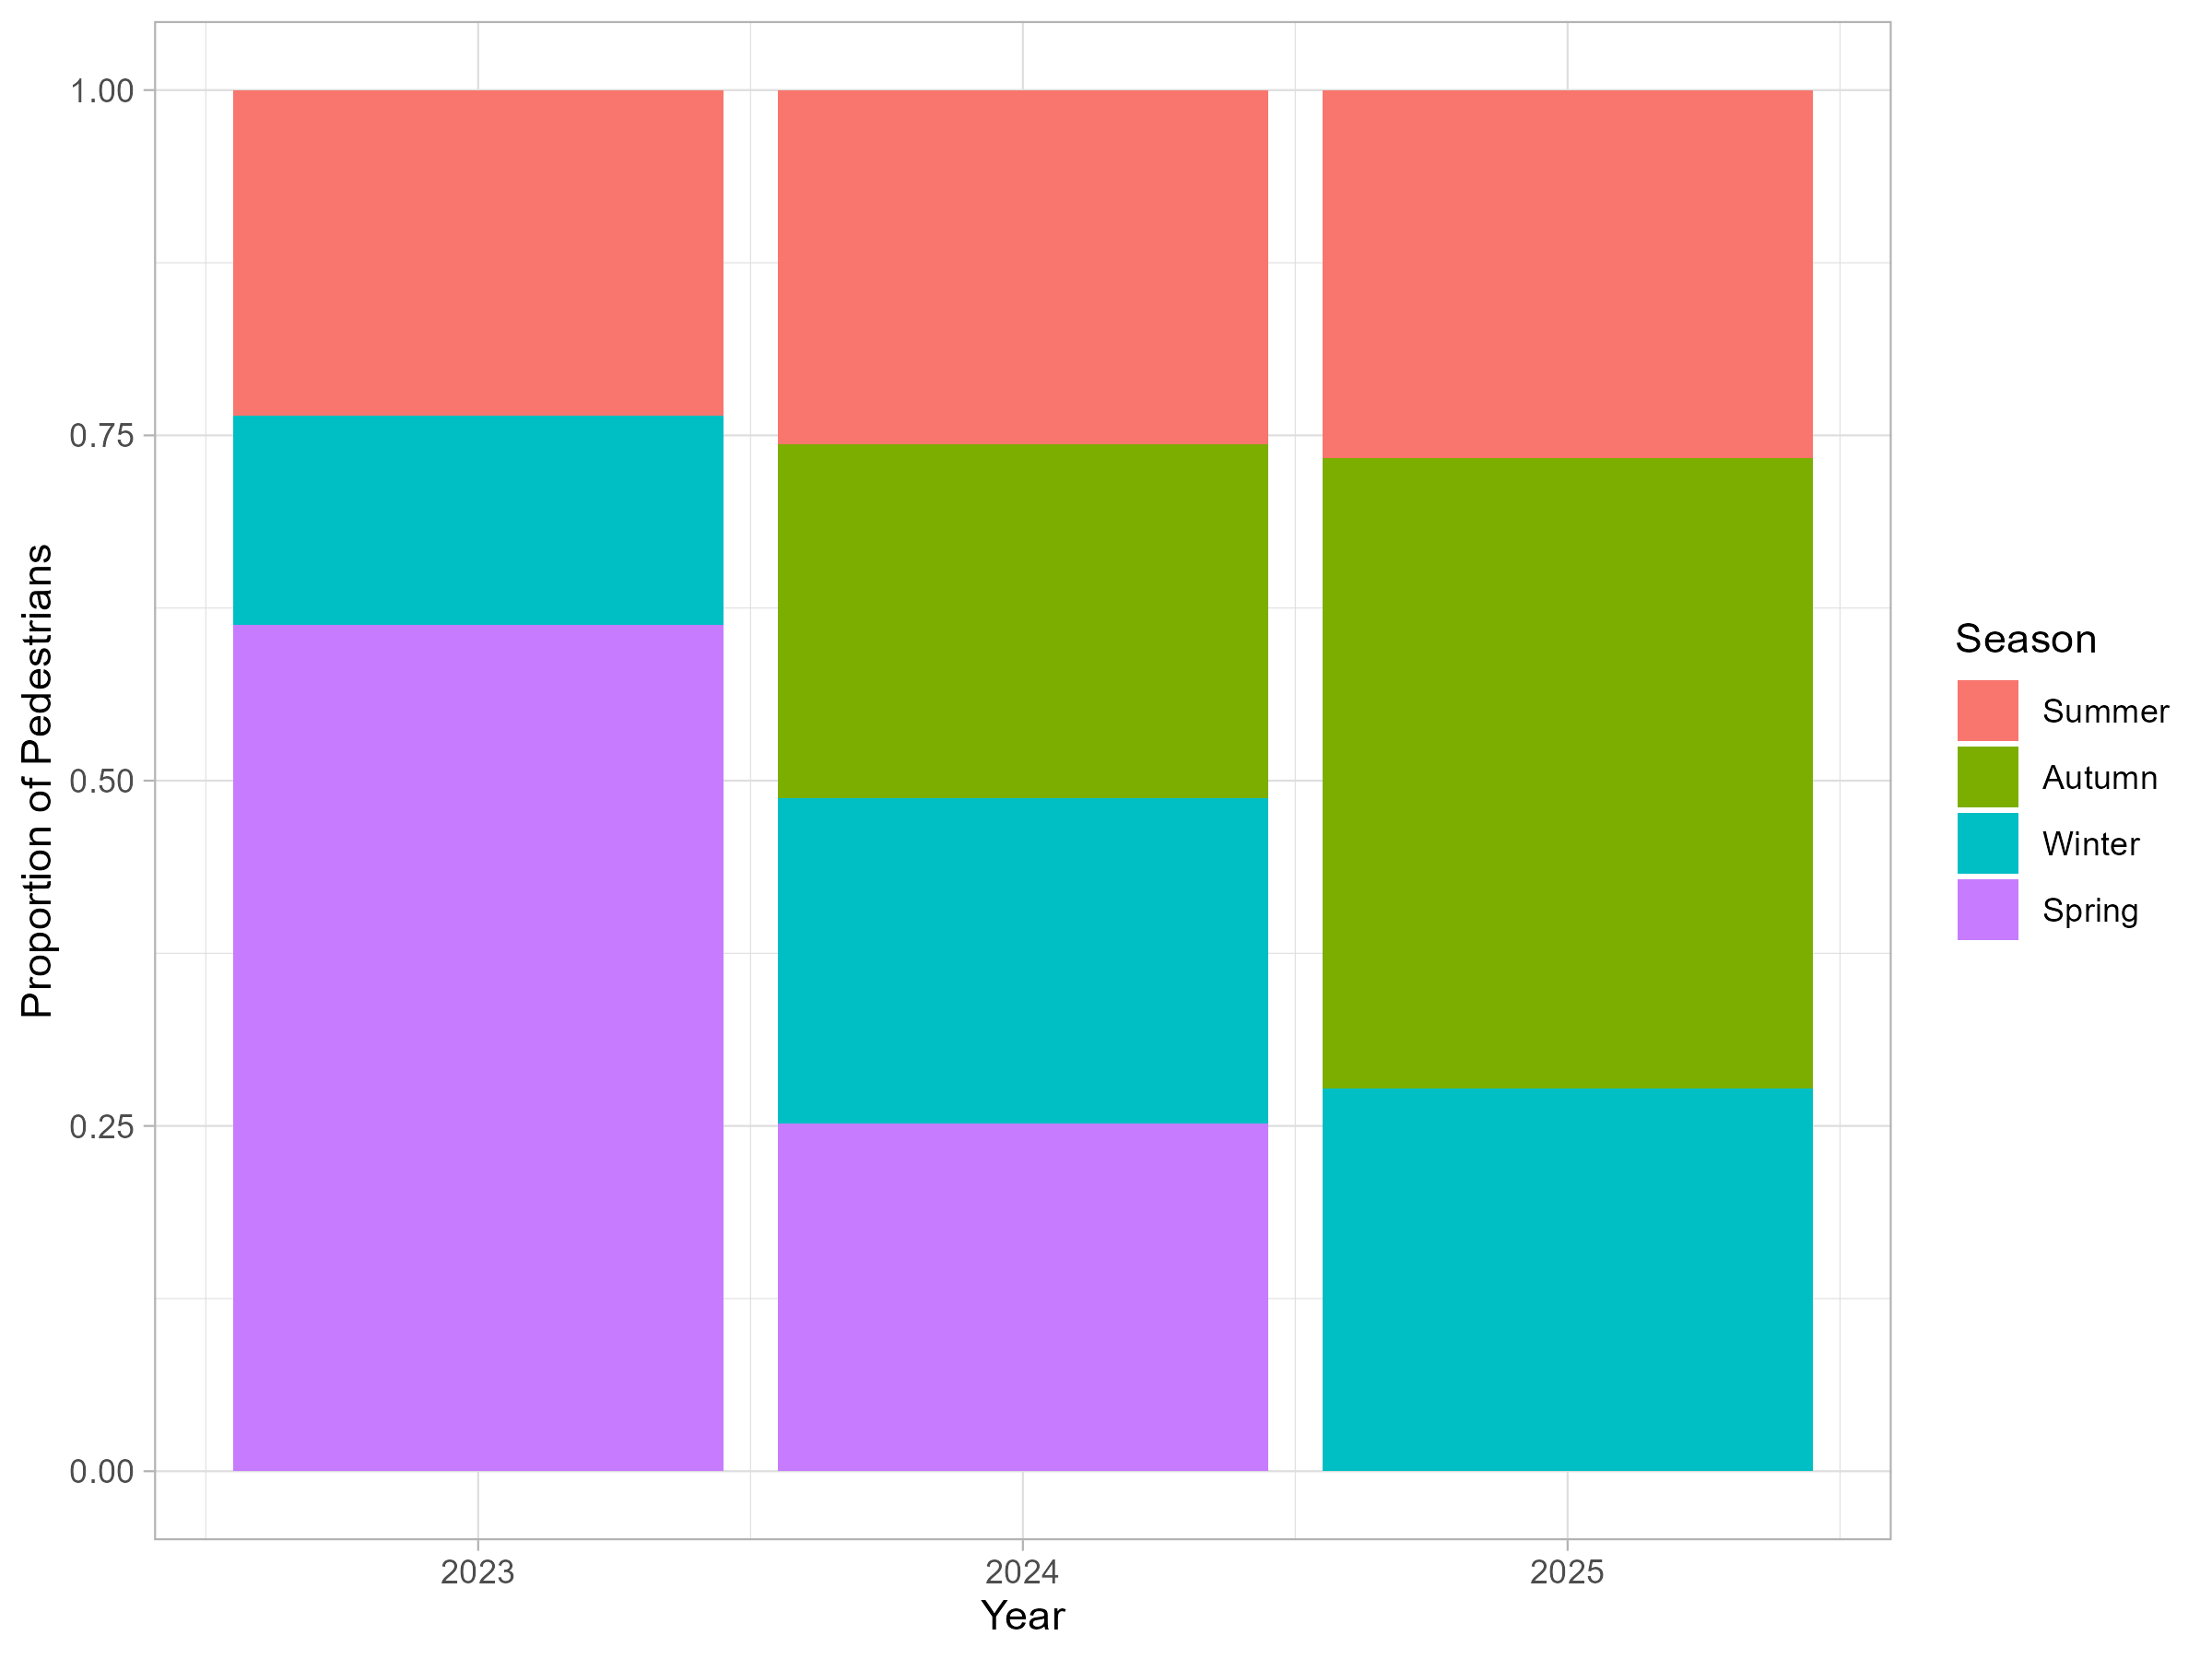 1.00
0.75
0.50
0.25
0.00
Proportion of Pedestrians
2023 2024 2025
Year
Season
Summer
Autumn
Winter
Spring